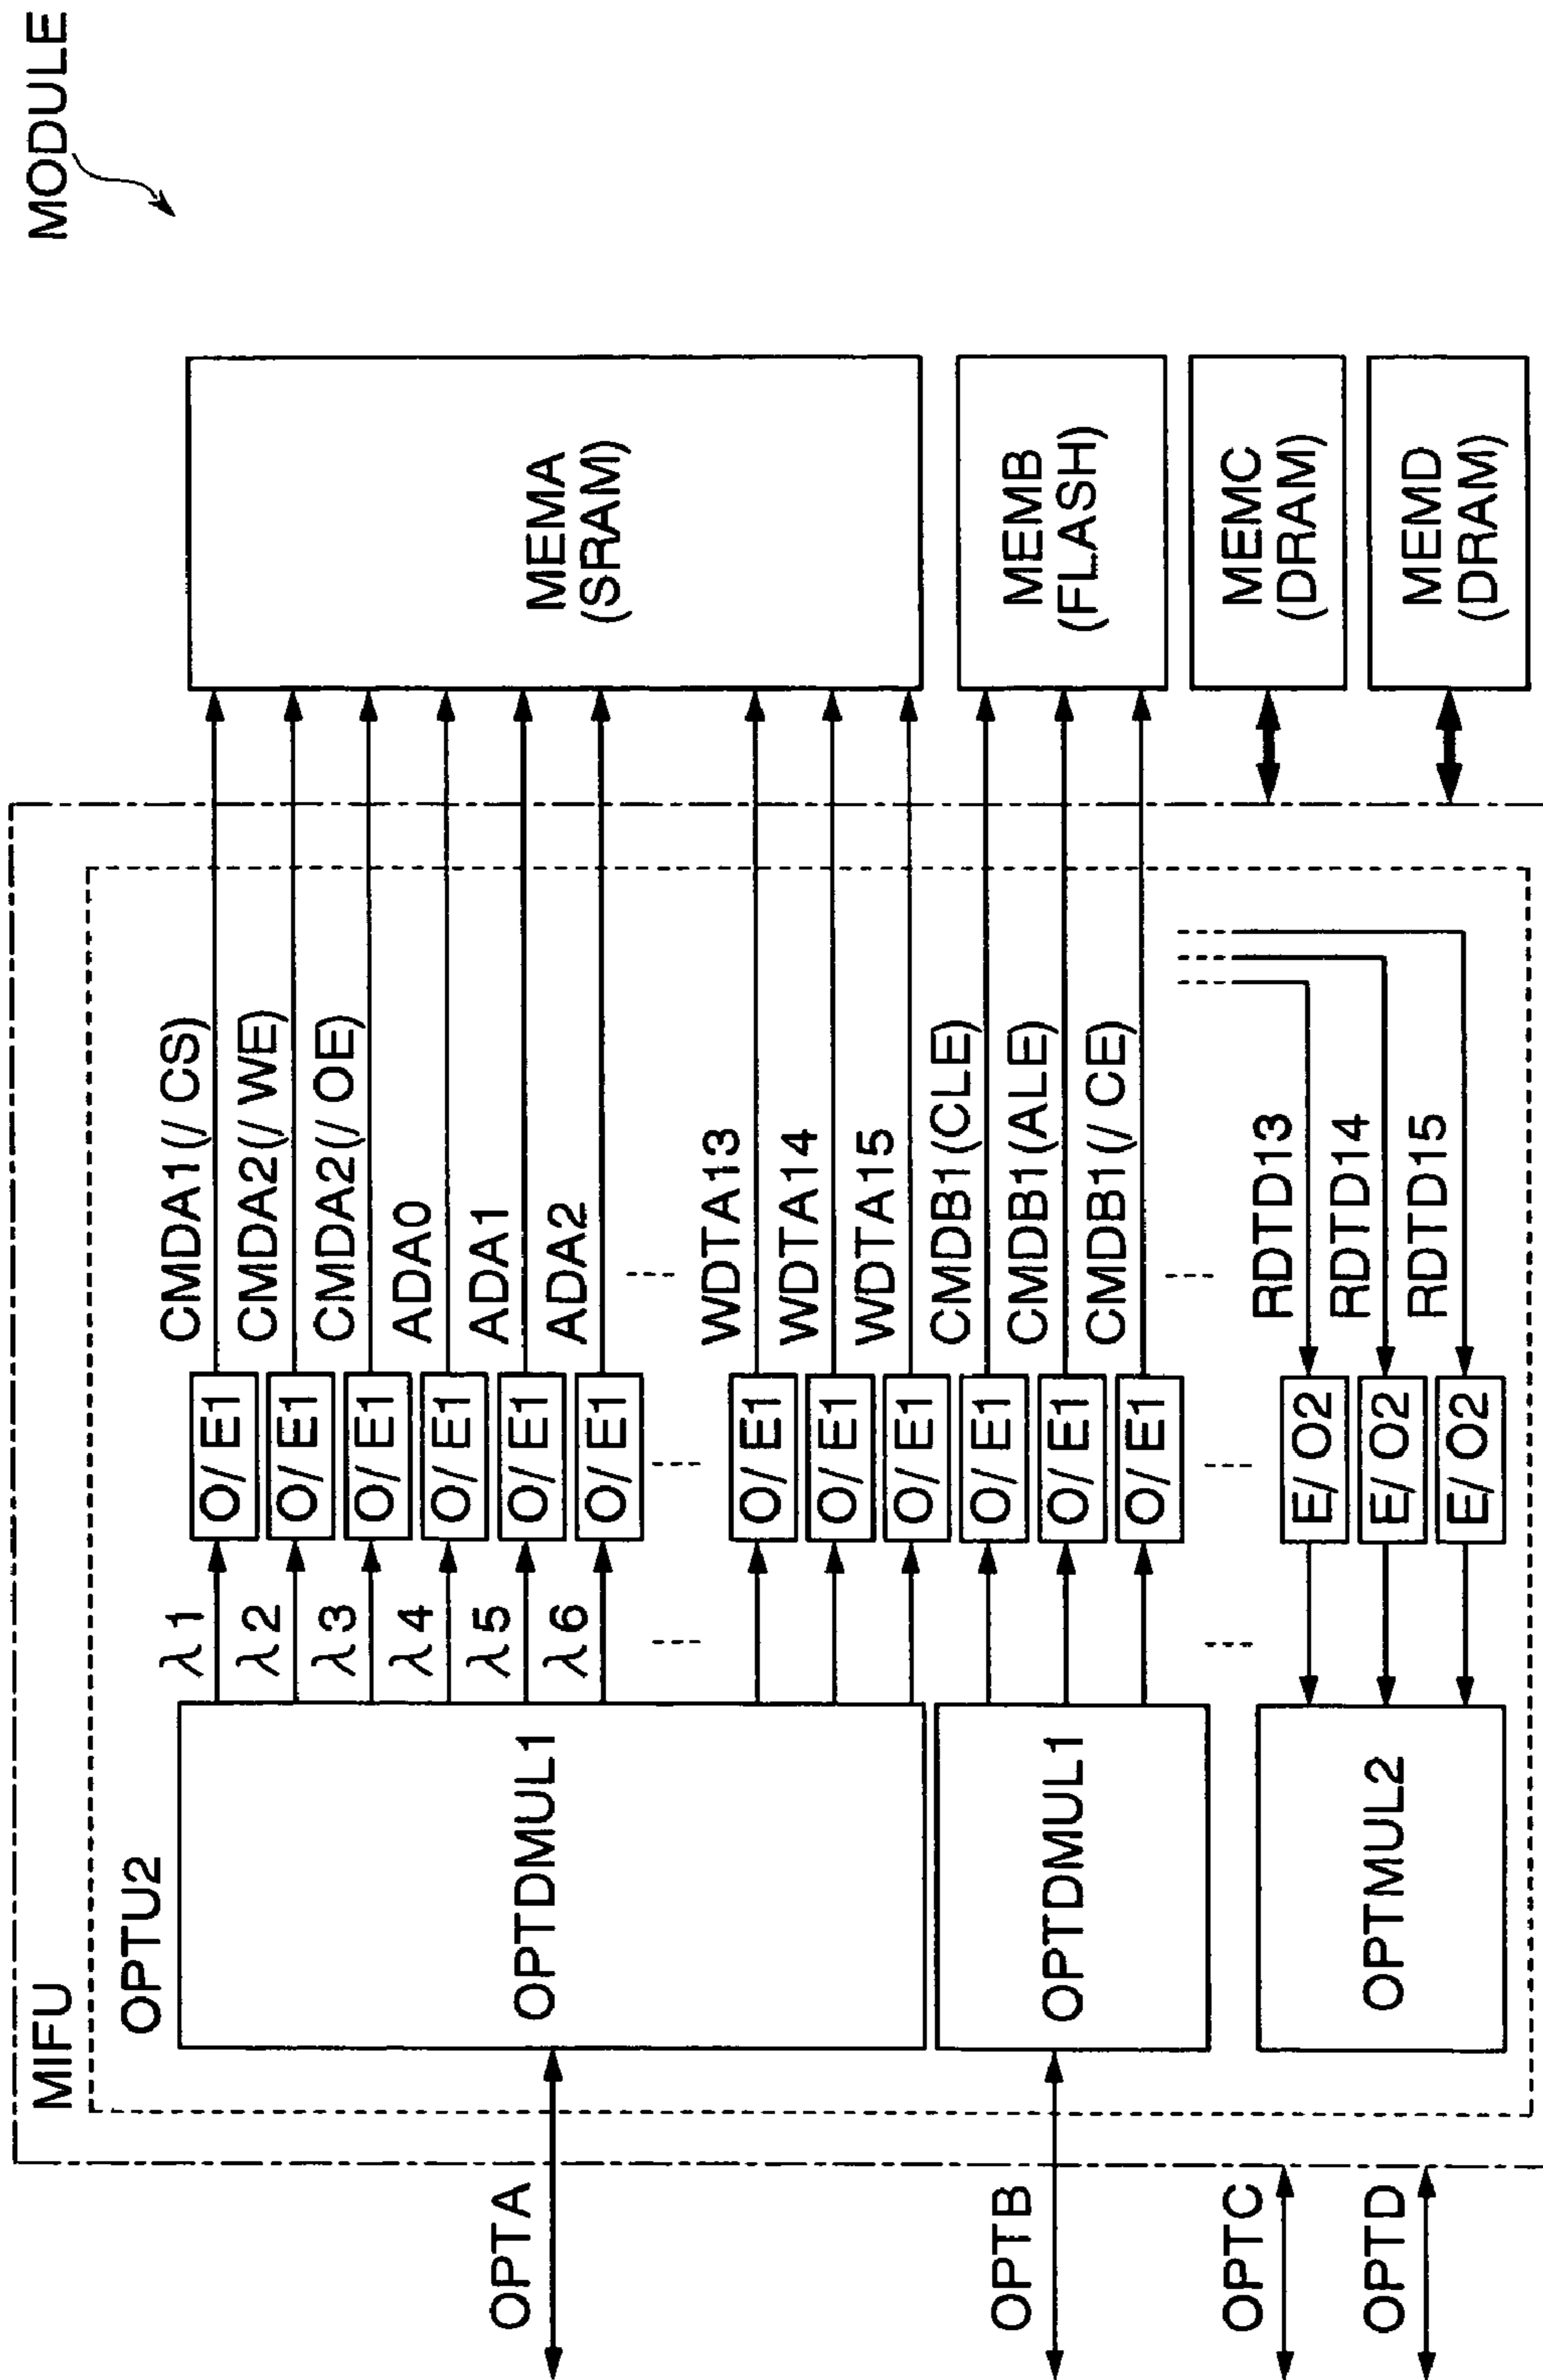 MODULE
MIFU
OPTU2
OPTA
OPTB
OPTC
OPTD
OPTDMUL1
OPTDMUL1
OPTMUL2
λ1
λ2
λ3
λ4
λ5
λ6
O/E1
O/E1
O/E1
O/E1
O/E1
O/E1
O/E1
O/E1
O/E1
O/E1
O/E1
O/E1
E/O2
E/O2
E/O2
CMDA1(/CS)
CMDA2(/WE)
CMDA2(/OE)
ADA0
ADA1
ADA2
WDTA13
WDTA14
WDTA15
CMDB1(CLE)
CMDB1(ALE)
CMDB1(/CE)
RDTD13
RDTD14
RDTD15
MEMA
(SRAM)
MEMB
(FLASH)
MEMC
(DRAM)
MEMD
(DRAM)